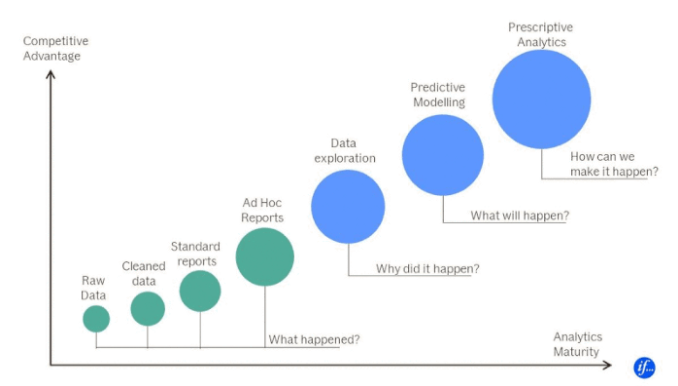 Competitive
Advantage
Prescriptive
Analytics
Predictive
Modelling
Data
exploration
Ad Hoc
Reports
Standard
reports
Cleaned
data
Raw
Data
How can we
make it happen?
What will happen?
Why did it happen?
What happened?
Analytics
Maturity
if...